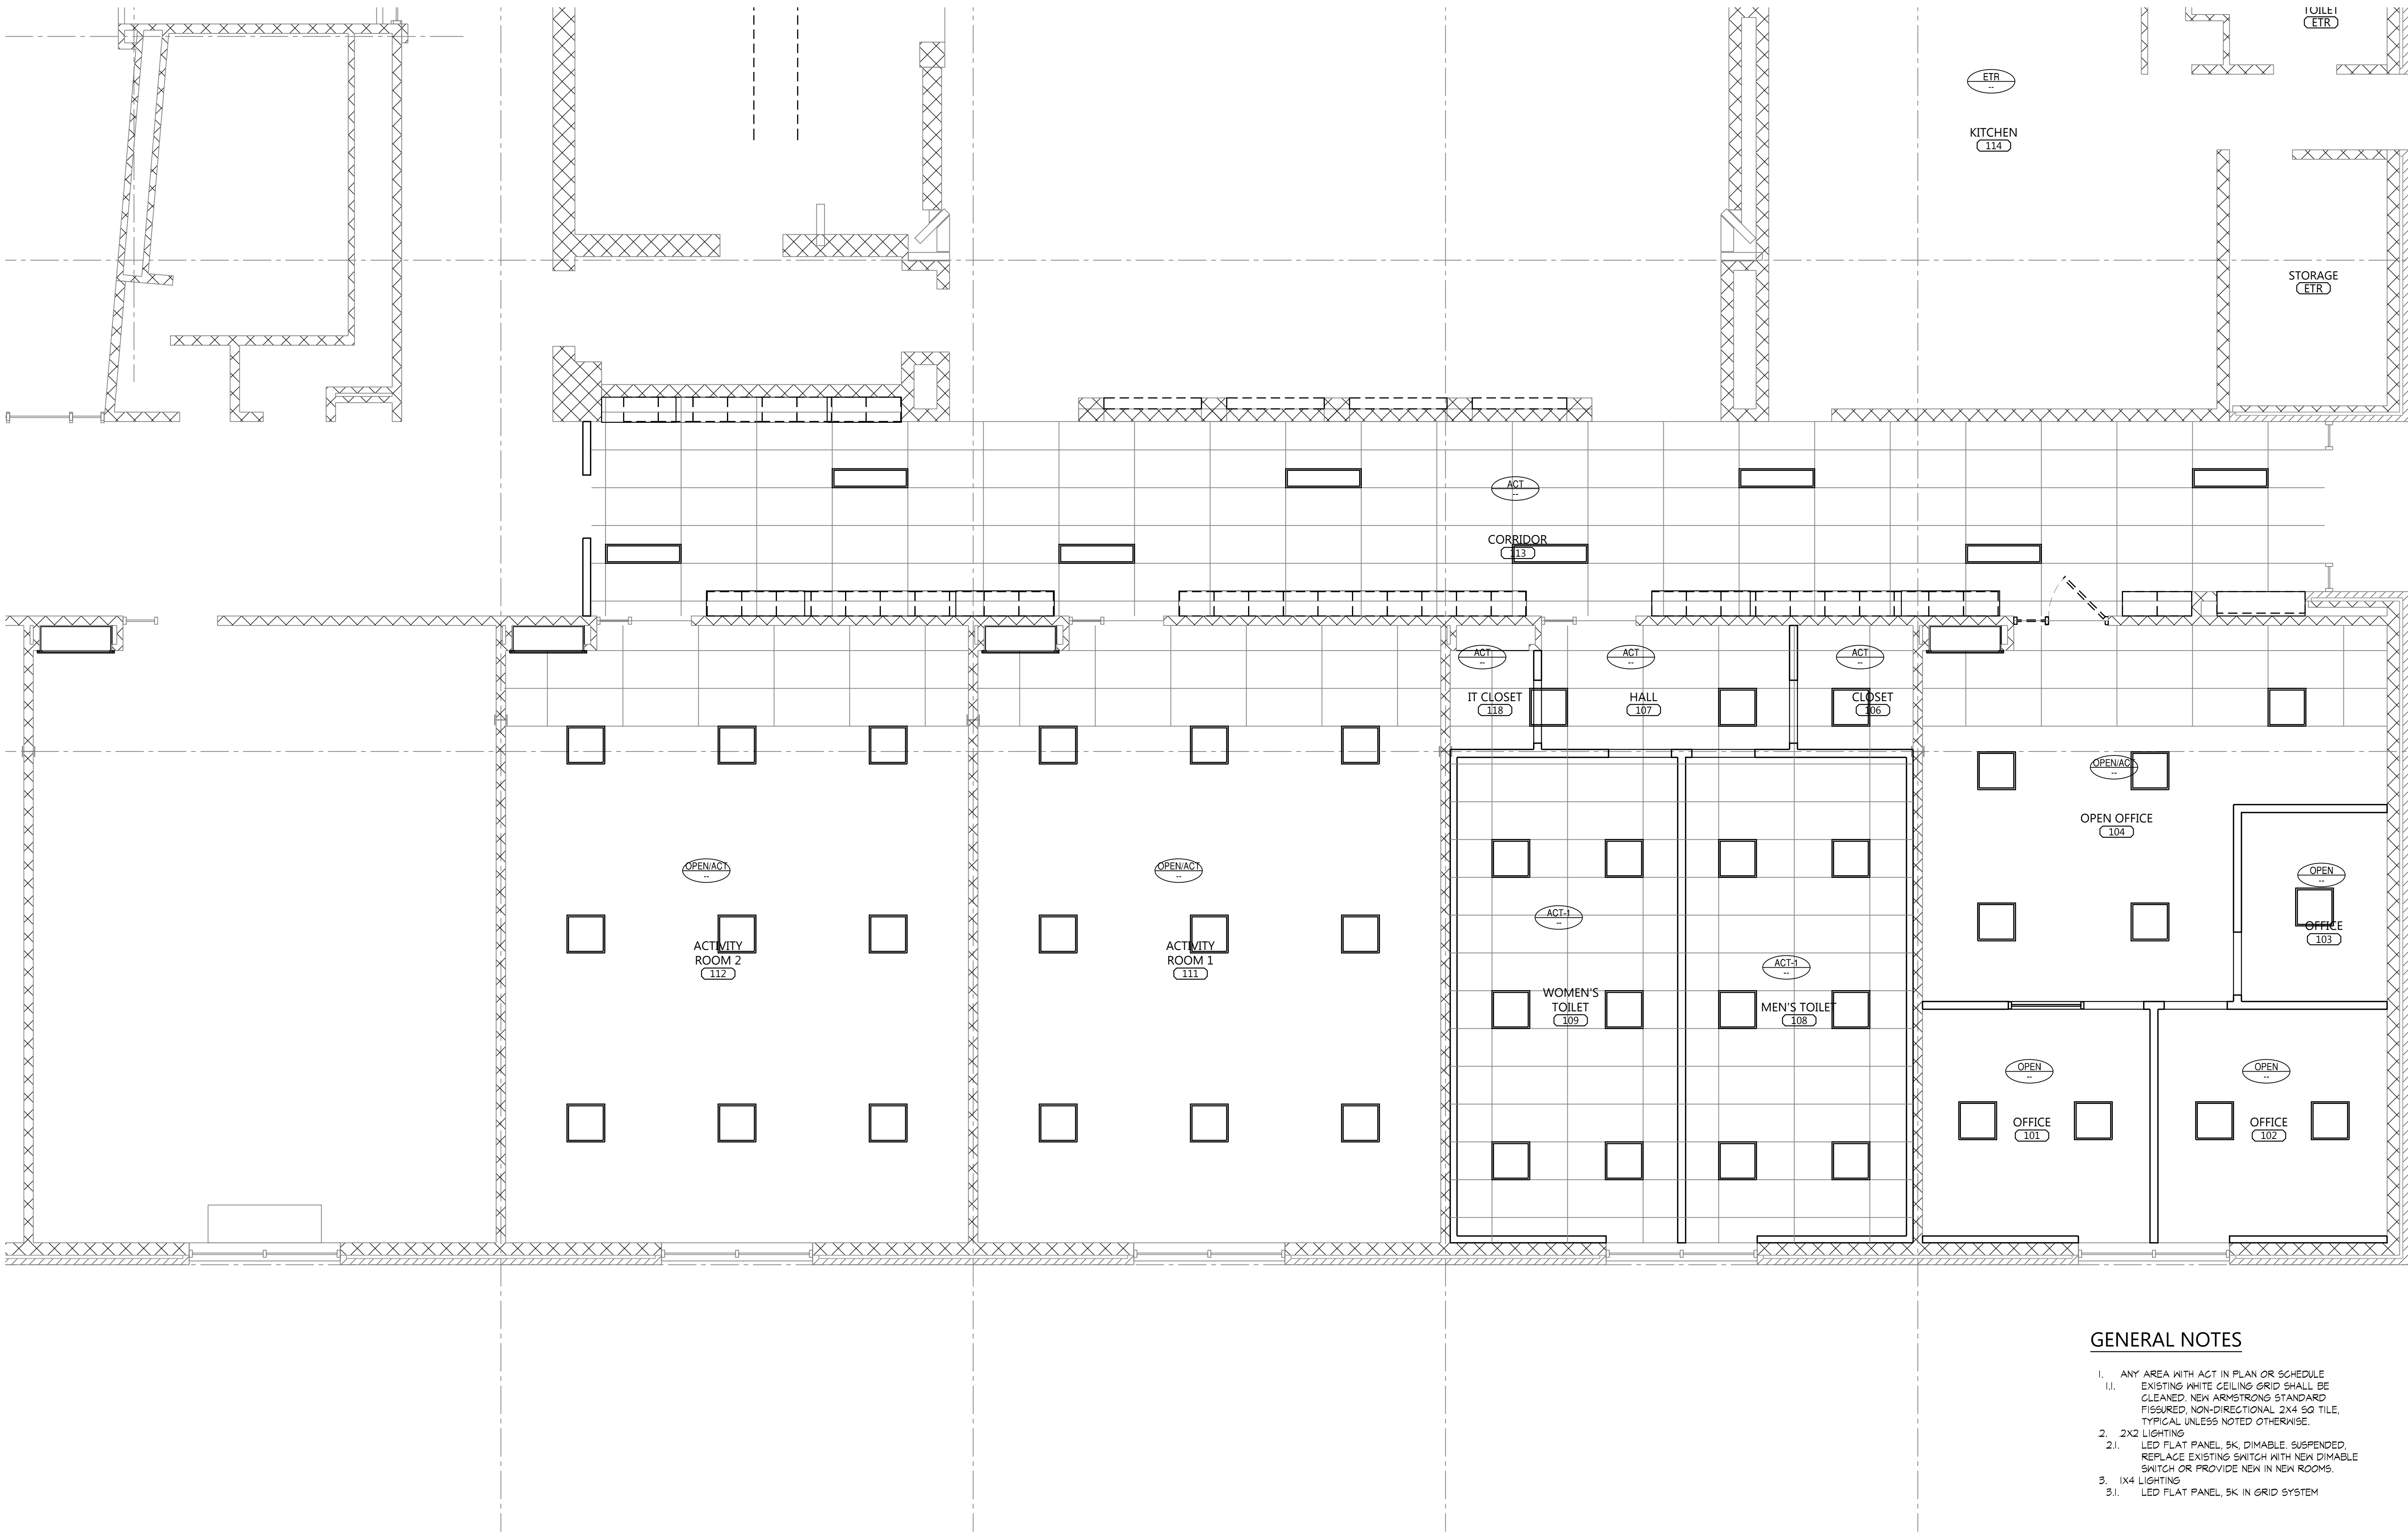 TOILET
ETR
ETR
--
KITCHEN
114
STORAGE
ETR
ACT
--
CORRIDOR
113
ACT
--
ACT
--
ACT
--
IT CLOSET
118
HALL
107
CLOSET
106
OPEN/ACT
--
OPEN OFFICE
104
OPEN/ACT
--
OPEN/ACT
--
OPEN
--
OFFICE
103
ACT-1
--
ACTIVITY
ROOM 2
112
ACTIVITY
ROOM 1
111
ACT-1
--
WOMEN'S
TOILET
109
MEN'S TOILET
108
OPEN
--
OPEN
--
OFFICE
101
OFFICE
102
GENERAL NOTES
1. ANY AREA WITH ACT IN PLAN OR SCHEDULE
1.1. EXISTING WHITE CEILING GRID SHALL BE
CLEANED. NEW ARMSTRONG STANDARD
FISSURED, NON-DIRECTIONAL 2X4 SQ TILE,
TYPICAL UNLESS NOTED OTHERWISE.
2. 2X2 LIGHTING
2.1. LED FLAT PANEL, 5K, DIMABLE. SUSPENDED,
REPLACE EXISTING SWITCH WITH NEW DIMABLE
SWITCH OR PROVIDE NEW IN NEW ROOMS.
3. 1X4 LIGHTING
3.1. LED FLAT PANEL, 5K IN GRID SYSTEM